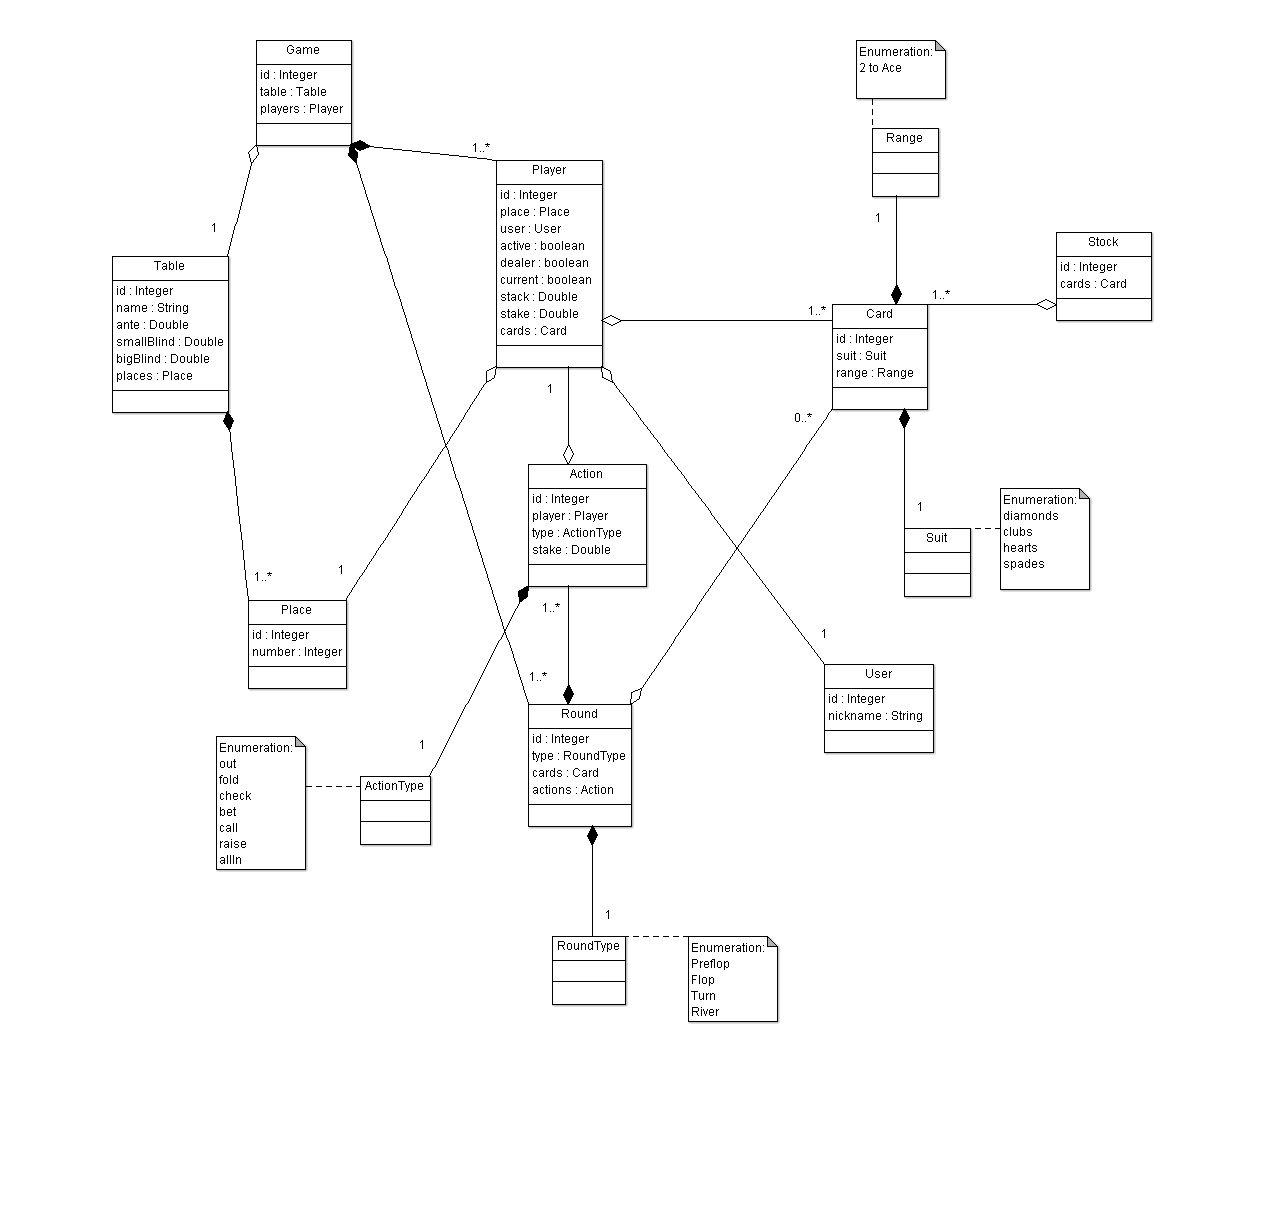 Game
id : Integer
table : Table
players : Player
1..*
1
Player
id : Integer
place : Place
user : User
active : boolean
dealer : boolean
current : boolean
stack : Double
stake : Double
cards : Card
Enumeration:
2 to Ace
Range
1
Stock
id : Integer
cards : Card
1..*
1..*
Card
id : Integer
suit : Suit
range : Range
Table
id : Integer
name : String
ante : Double
smallBlind : Double
bigBlind : Double
places : Place
1
0..*
Action
id : Integer
player : Player
type : ActionType
stake : Double
1
Suit
Enumeration:
diamonds
clubs
hearts
spades
1..*
1
Place
id : Integer
number : Integer
1..*
1
1..*
User
id : Integer
nickname : String
Round
id : Integer
type : RoundType
cards : Card
actions : Action
1
Enumeration:
out
fold
check
bet
call
raise
allIn
ActionType
1
RoundType
Enumeration:
Preflop
Flop
Turn
River